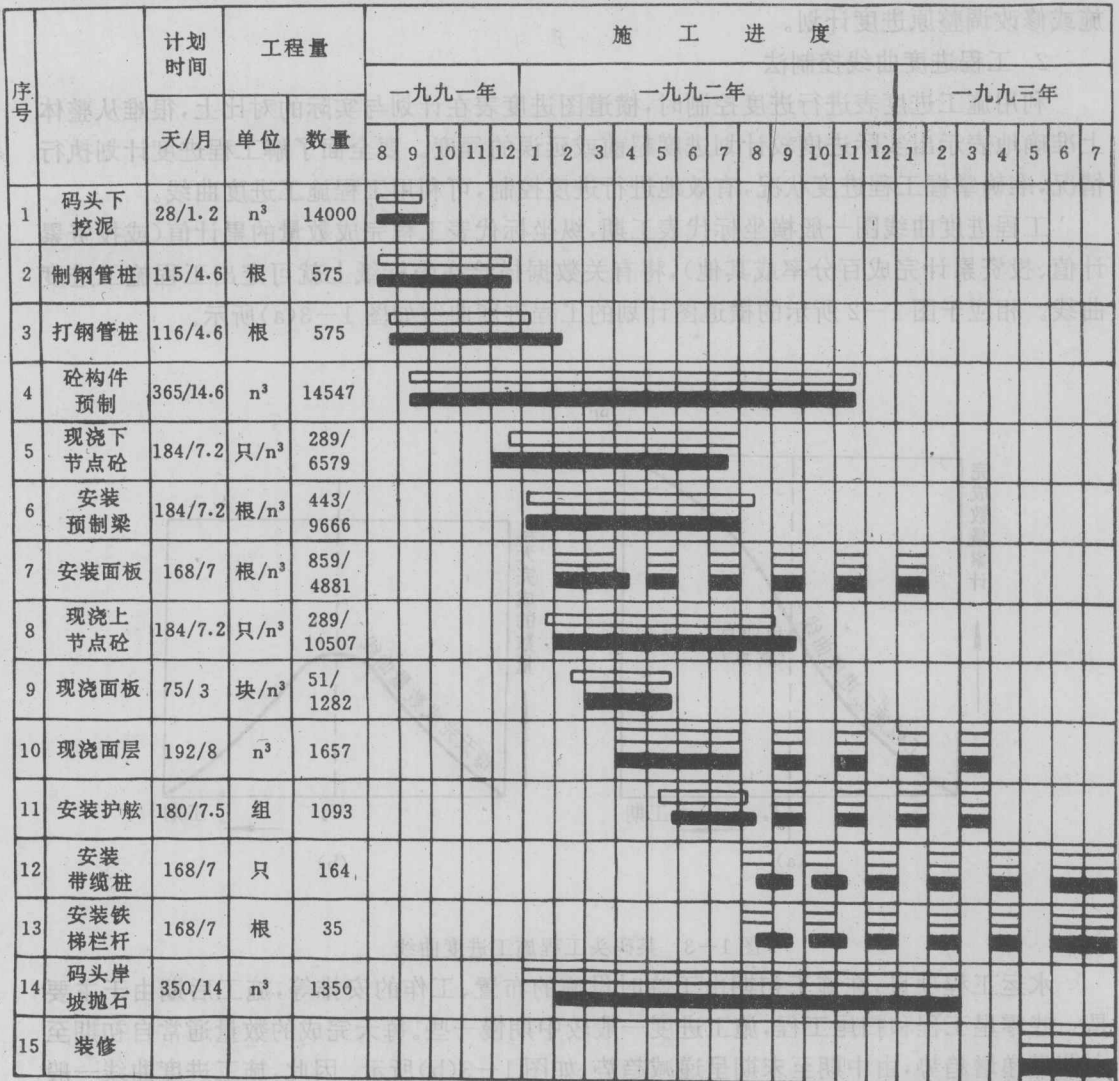 施或修改调整原进度计划。
序号
计划时间
工程量
施工进度
一九九一年
一九九二年
一九九三年
天/月 单位 数量
8 9 10 11 12 1 2 3 4 5 6 7 8 9 10 11 12 1 2 3 4 5 6 7
1 码头下挖泥 28/1.2 n³ 14000
2 制钢管桩 115/4.6 根 575
3 打钢管桩 116/4.6 根 575
4 砼构件预制 365/14.6 n³ 14547
5 现浇下节点砼 184/7.2 只/n³ 289/6579
6 安装预制梁 184/7.2 根/n³ 443/9666
7 安装面板 168/7 根/n³ 859/4881
8 现浇上节点砼 184/7.2 只/n³ 289/10507
9 现浇面板 75/3 块/n³ 51/1282
10 现浇面层 192/8 n³ 1657
11 安装护舷 180/7.5 组 1093
12 安装带缆桩 168/7 只 164
13 安装铁梯栏杆 168/7 根 35
14 码头岸坡抛石 350/14 n³ 1350
15 装修